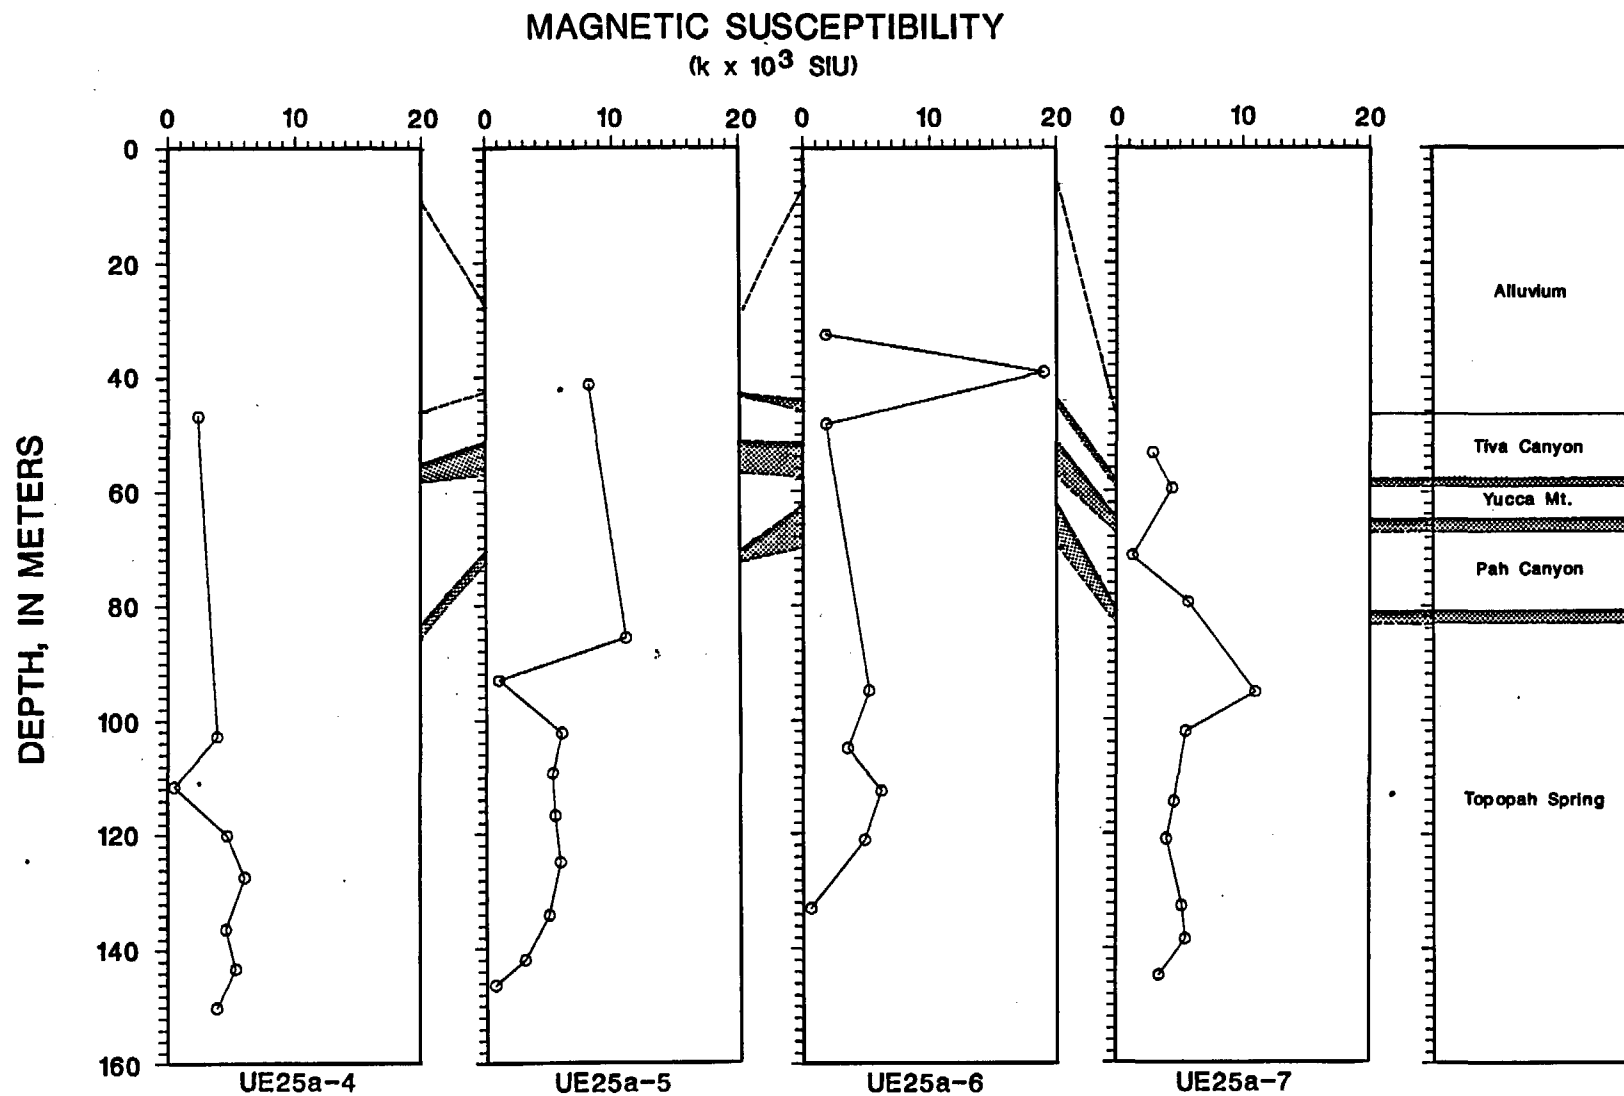 MAGNETIC SUSCEPTIBILITY
(k x 10³ SIU)
0 10 20 0 10 20 0 10 20 0 10 20
0
20
40
60
80
100
120
140
160
DEPTH, IN METERS
Alluvium
Tiva Canyon
Yucca Mt.
Pah Canyon
Topopah Spring
UE25a-4 UE25a-5 UE25a-6 UE25a-7